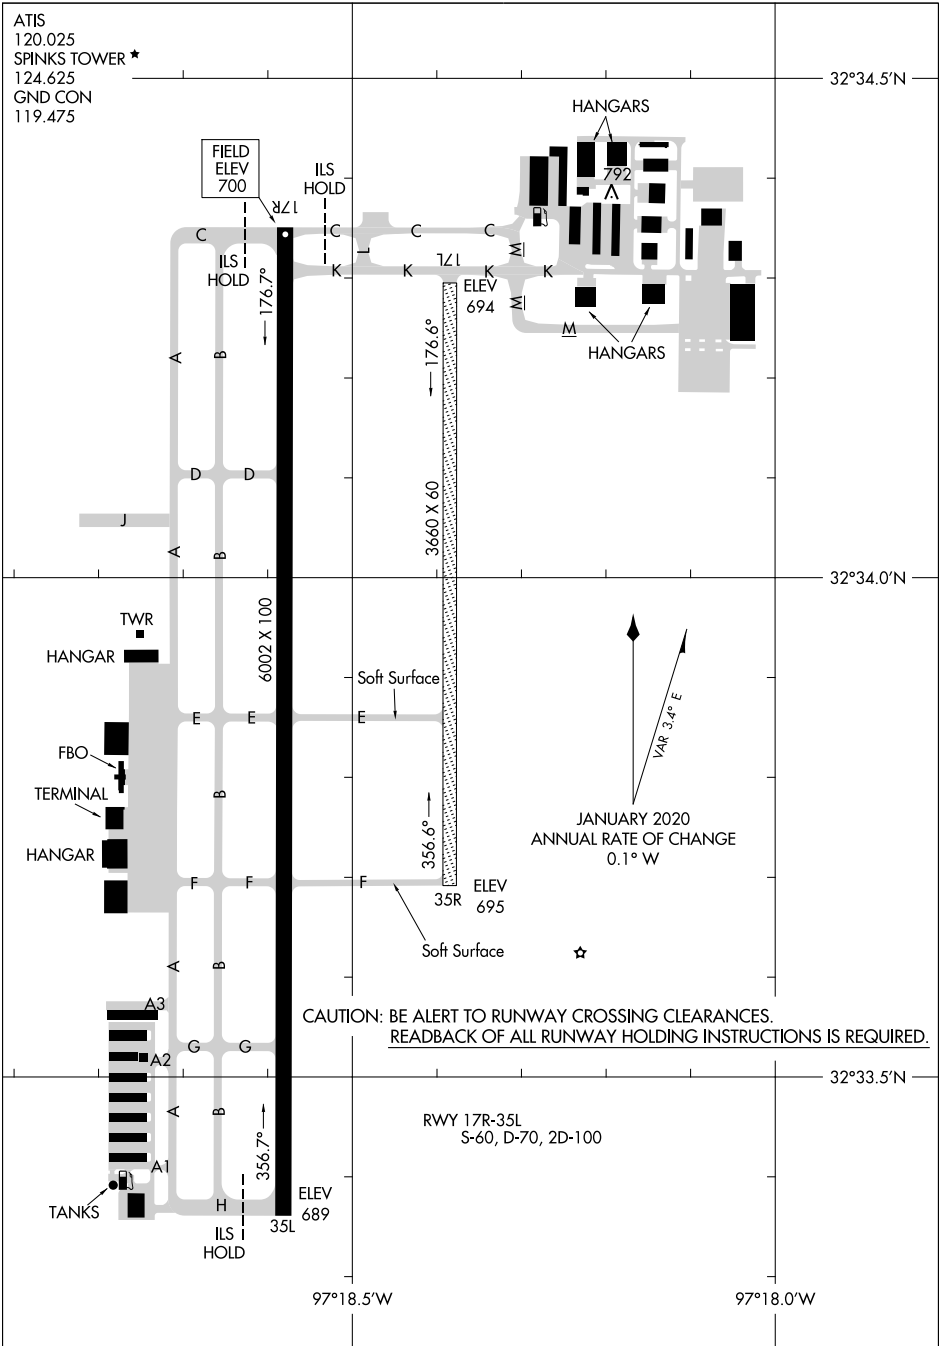 ATIS
120.025
SPINKS TOWER ★
124.625
GND CON
119.475
32°34.5'N
HANGARS
FIELD
ELEV
700
ILS
HOLD
792
17R
C
C
C
C
L
M
ILS
HOLD
17L
K
K
K
K
176.7°
ELEV
694
M
M
HANGARS
176.6°
A
B
D
D
3660 X 60
J
A
B
32°34.0'N
TWR
HANGAR
6002 X 100
Soft Surface
VAR 3.4° E
E
E
E
FBO
TERMINAL
B
HANGAR
356.6°
JANUARY 2020
ANNUAL RATE OF CHANGE
0.1° W
F
F
F
35R
ELEV
695
Soft Surface
A
B
A3
CAUTION: BE ALERT TO RUNWAY CROSSING CLEARANCES.
READBACK OF ALL RUNWAY HOLDING INSTRUCTIONS IS REQUIRED.
G
G
A2
32°33.5'N
A
B
356.7°
RWY 17R-35L
S-60, D-70, 2D-100
A1
TANKS
H
ELEV
689
35L
ILS
HOLD
97°18.5'W
97°18.0'W